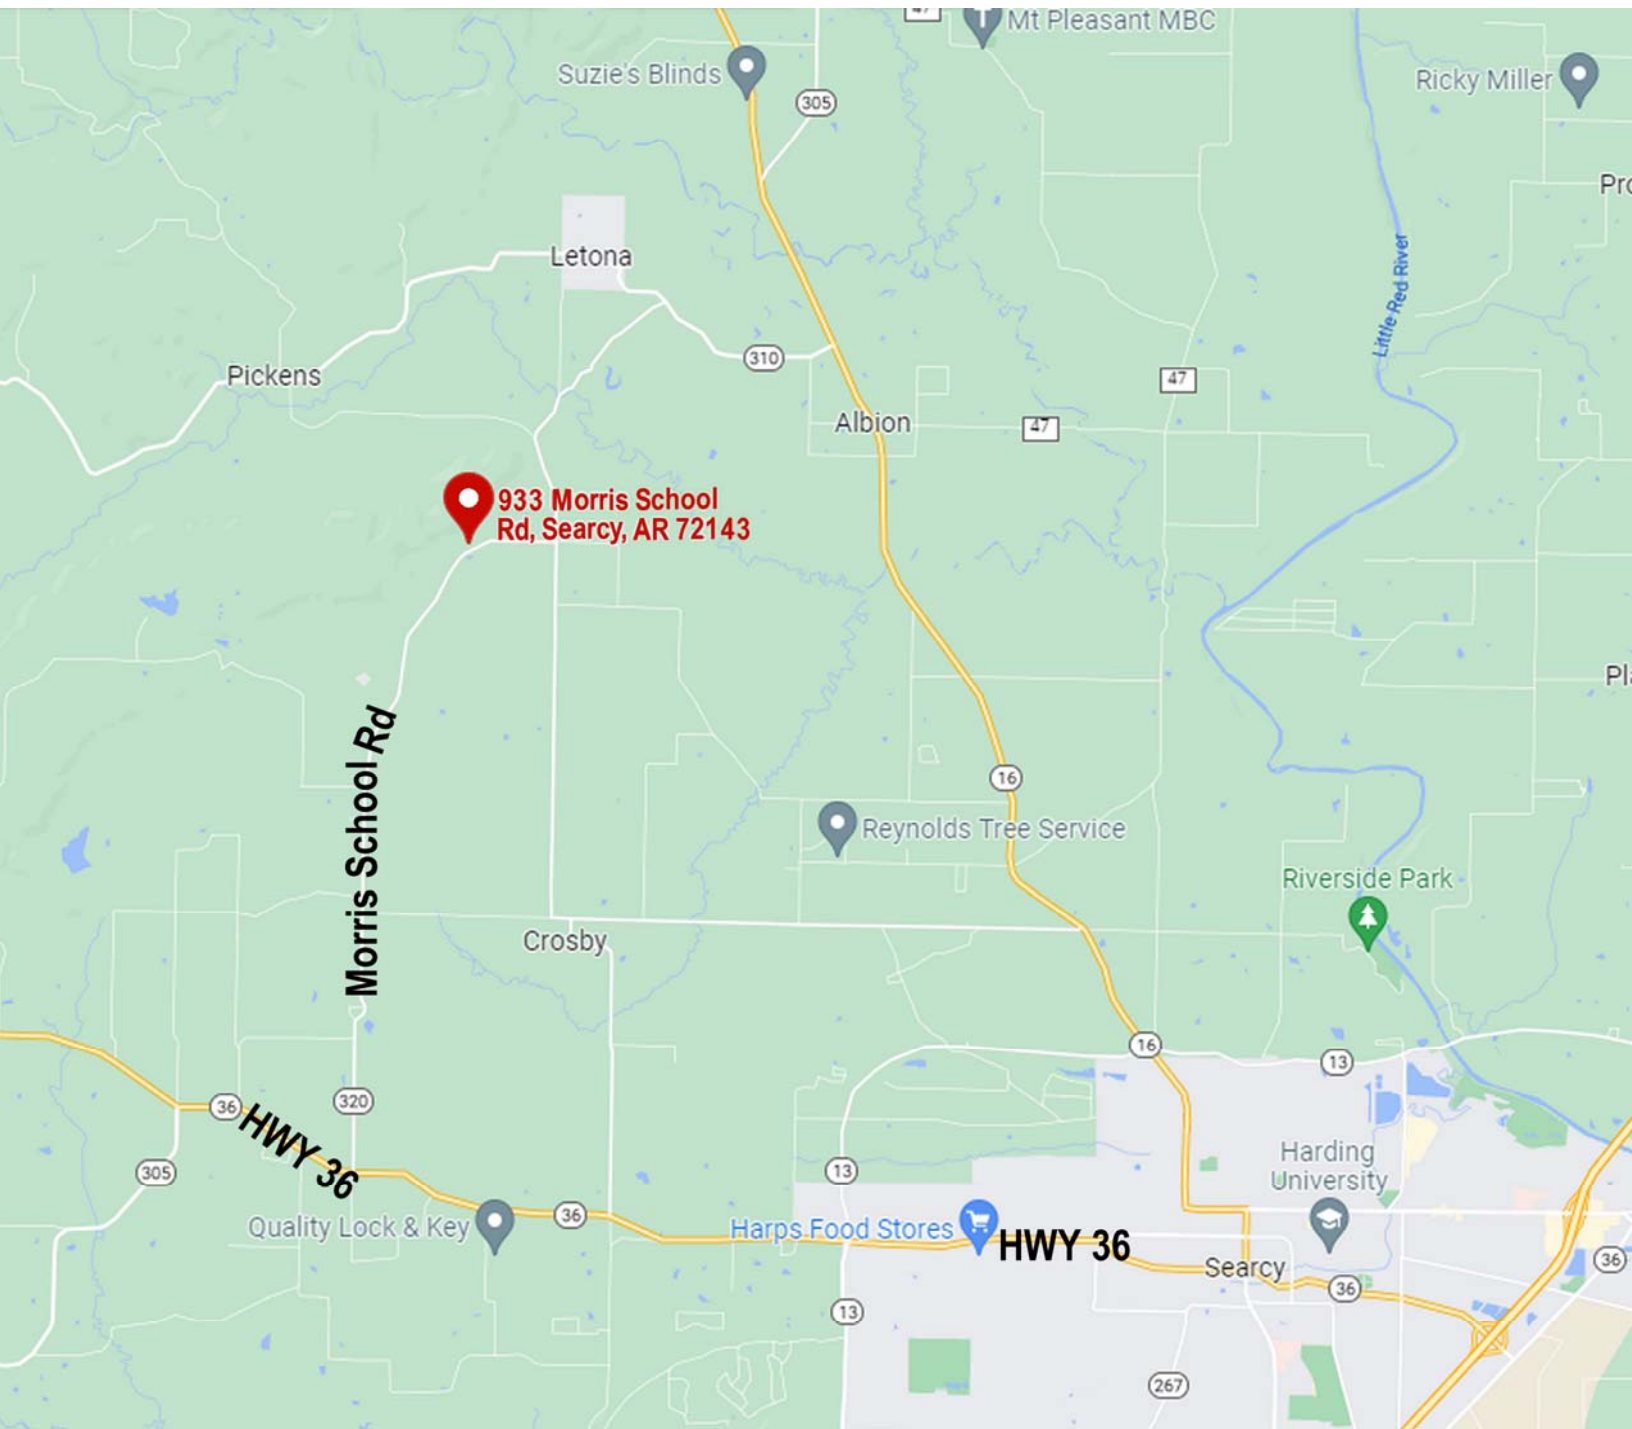 47
Mt Pleasant MBC
Suzie's Blinds
Ricky Miller
305
Pro
Letona
Little Red River
310
Pickens
47
Albion
47
933 Morris School
Rd, Searcy, AR 72143
Pla
Morris School Rd
16
Reynolds Tree Service
Riverside Park
Crosby
16
13
36
HWY 36
320
305
13
Harding
University
Quality Lock & Key
36
Harps Food Stores
HWY 36
Searcy
36
36
13
267